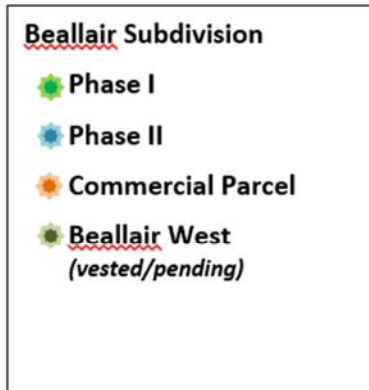 Beallair Subdivision
Phase I
Phase II
Commercial Parcel
Beallair West
(vested/pending)